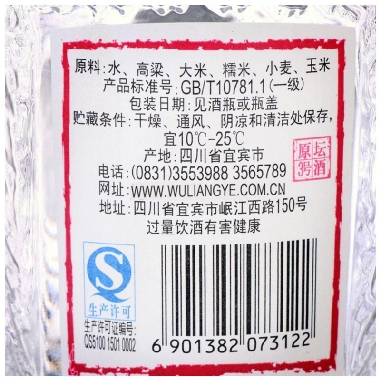 原料：水、高粱、大米、糯米、小麦、玉米
产品标准号：GB/T10781.1(一级)
包装日期：见酒瓶或瓶盖
贮藏条件：干燥、通风、阴凉和清洁处保存，
宜10℃-25℃
产地：四川省宜宾市
电话：(0831)3553988 3565789
网址：WWW.WULIANGYE.COM.CN
地址：四川省宜宾市岷江西路150号
过量饮酒有害健康
原坛
3号酒
生产许可
生产许可证编号：
QS5100 1501 0002
6 901382 073122